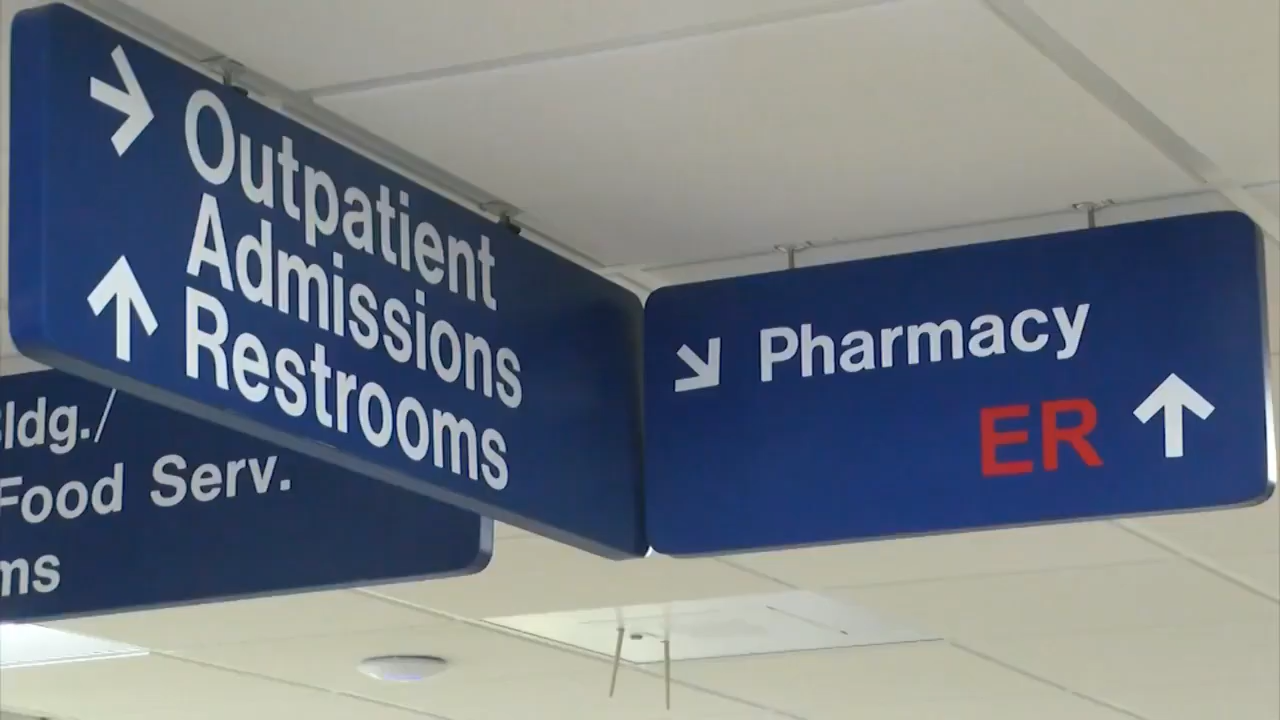 Outpatient
Admissions
Restrooms
Pharmacy
ER
Food Serv.